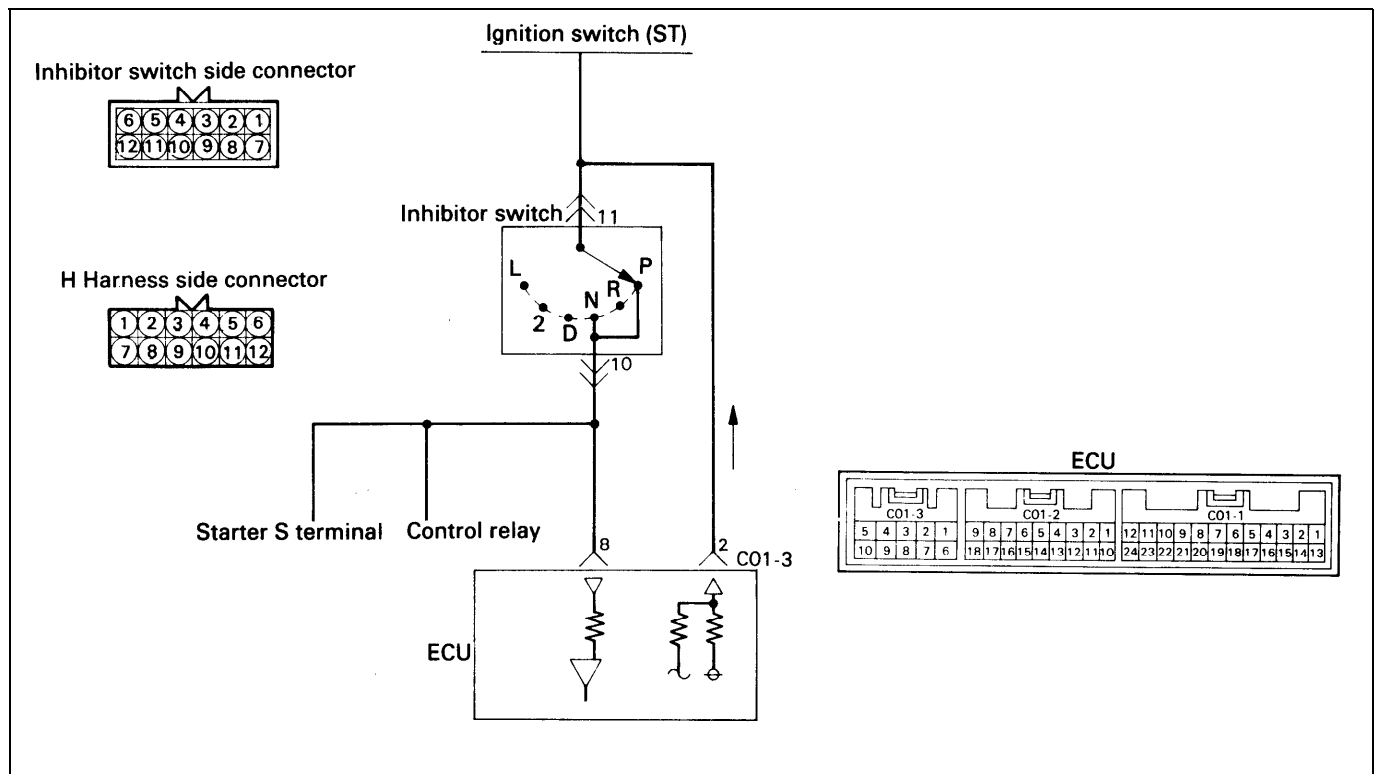 Ignition switch (ST)
Inhibitor switch side connector
6 5 4 3 2 1
12 11 10 9 8 7
Inhibitor switch
11
L 2 D N R P
10
H Harness side connector
1 2 3 4 5 6
7 8 9 10 11 12
Starter S terminal
Control relay
8
2
C01-3
ECU
ECU
C01-3
C01-2
C01-1
5 4 3 2 1
9 8 7 6 5 4 3 2 1
12 11 10 9 8 7 6 5 4 3 2 1
10 9 8 7 6
18 17 16 15 14 13 12 11 10
24 23 22 21 20 19 18 17 16 15 14 13